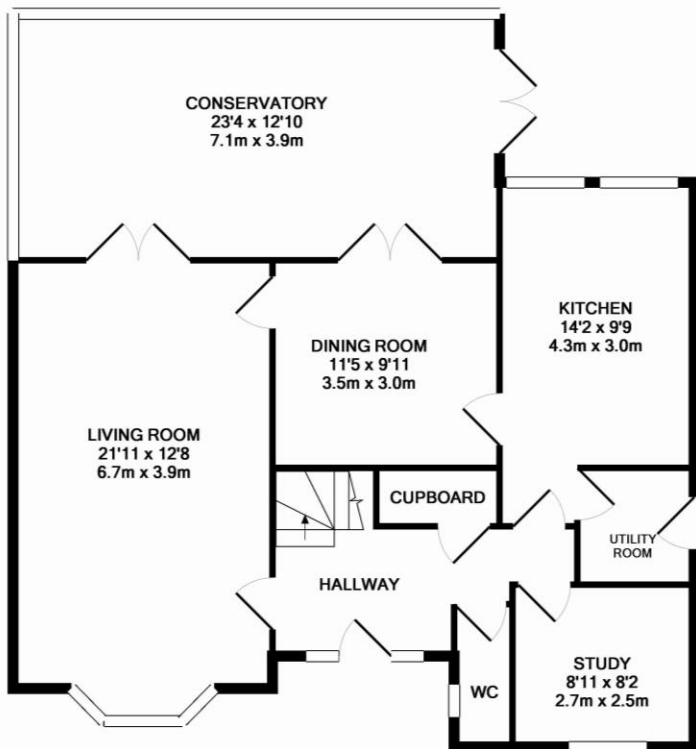 CONSERVATORY
23'4 x 12'10
7.1m x 3.9m
KITCHEN
14'2 x 9'9
4.3m x 3.0m
DINING ROOM
11'5 x 9'11
3.5m x 3.0m
LIVING ROOM
21'11 x 12'8
6.7m x 3.9m
CUPBOARD
UTILITY
ROOM
HALLWAY
STUDY
8'11 x 8'2
2.7m x 2.5m
WC